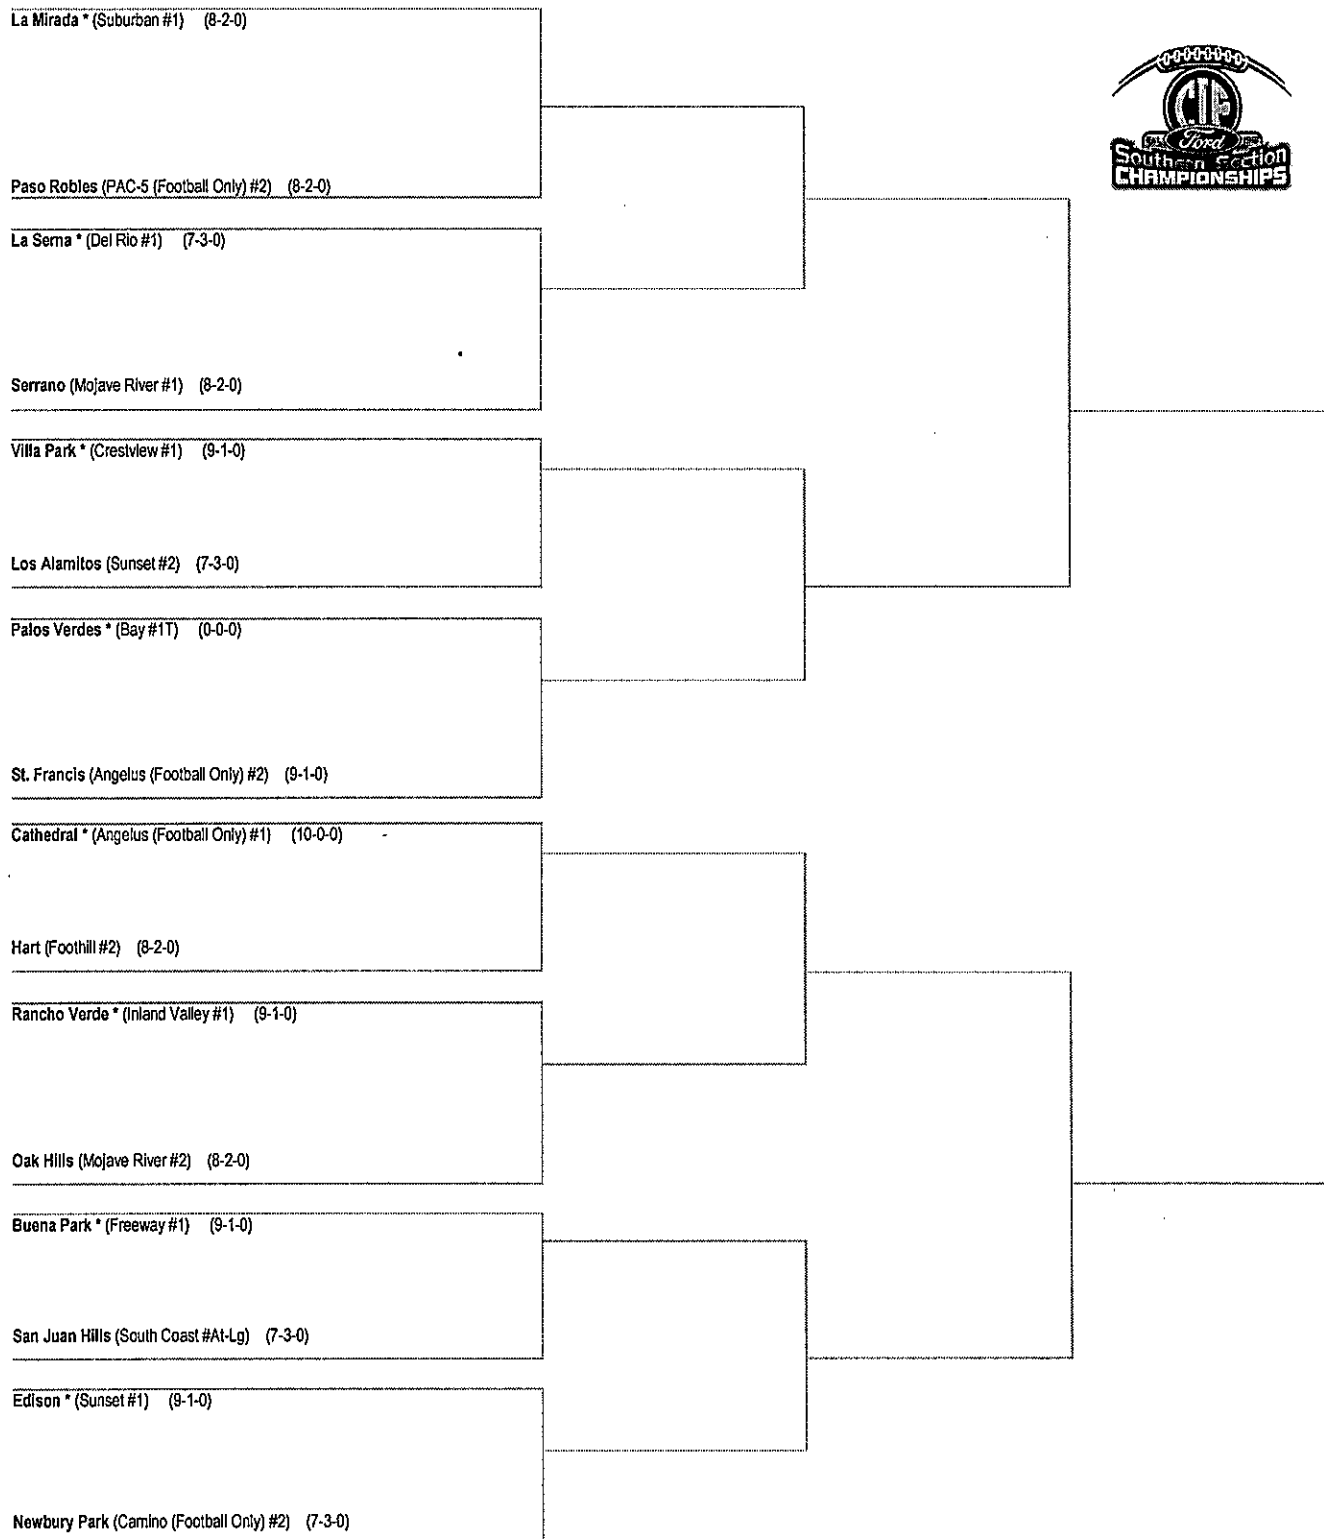 La Mirada * (Suburban #1) (8-2-0)
CIF
Ford
Southern Section
CHAMPIONSHIPS
Paso Robles (PAC-5 (Football Only) #2) (8-2-0)
La Serna * (Del Rio #1) (7-3-0)
Serrano (Mojave River #1) (8-2-0)
Villa Park * (Crestview #1) (9-1-0)
Los Alamitos (Sunset #2) (7-3-0)
Palos Verdes * (Bay #1T) (0-0-0)
St. Francis (Angelus (Football Only) #2) (9-1-0)
Cathedral * (Angelus (Football Only) #1) (10-0-0)
Hart (Foothill #2) (8-2-0)
Rancho Verde * (Inland Valley #1) (9-1-0)
Oak Hills (Mojave River #2) (8-2-0)
Buena Park * (Freeway #1) (9-1-0)
San Juan Hills (South Coast #At-Lg) (7-3-0)
Edison * (Sunset #1) (9-1-0)
Newbury Park (Camino (Football Only) #2) (7-3-0)